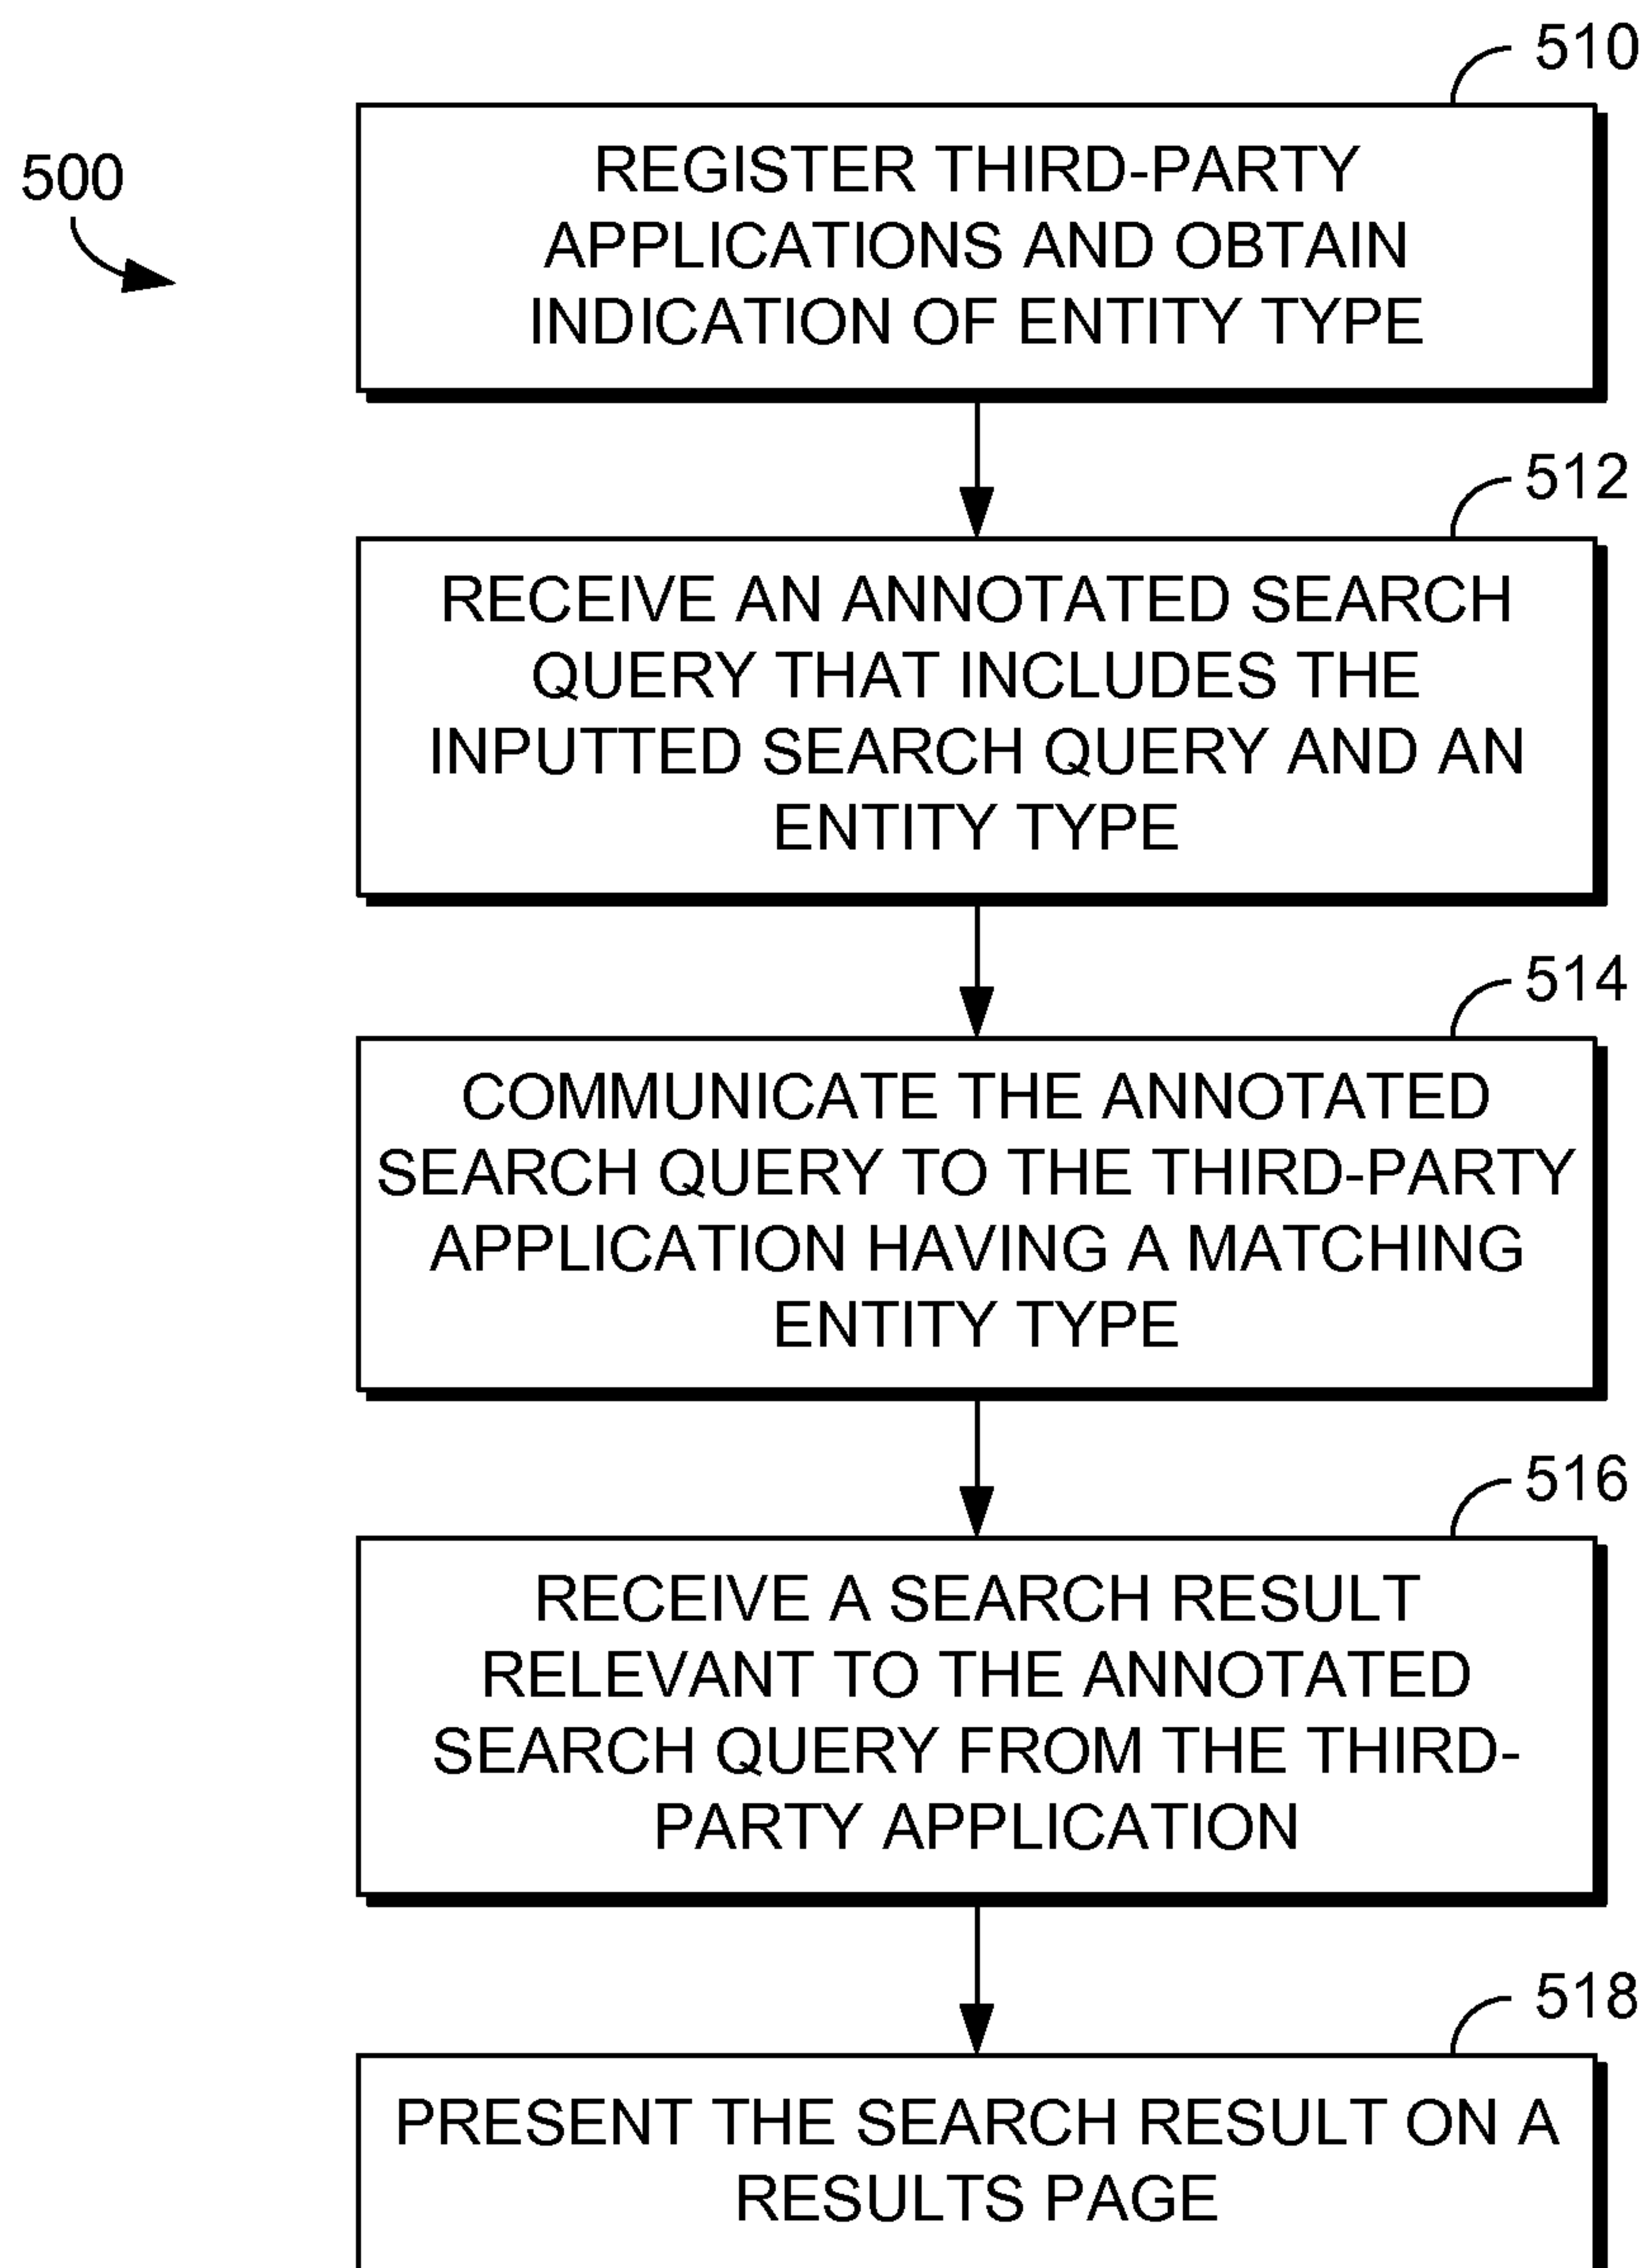 510
500
REGISTER THIRD-PARTY
APPLICATIONS AND OBTAIN
INDICATION OF ENTITY TYPE
512
RECEIVE AN ANNOTATED SEARCH
QUERY THAT INCLUDES THE
INPUTTED SEARCH QUERY AND AN
ENTITY TYPE
514
COMMUNICATE THE ANNOTATED
SEARCH QUERY TO THE THIRD-PARTY
APPLICATION HAVING A MATCHING
ENTITY TYPE
516
RECEIVE A SEARCH RESULT
RELEVANT TO THE ANNOTATED
SEARCH QUERY FROM THE THIRD-
PARTY APPLICATION
518
PRESENT THE SEARCH RESULT ON A
RESULTS PAGE